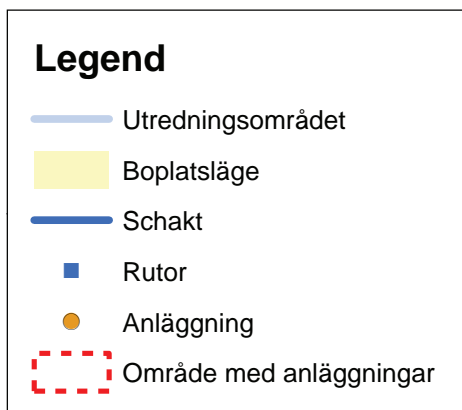 Legend
Utredningsområdet
Boplatsläge
Schakt
Rutor
Anläggning
Område med anläggningar